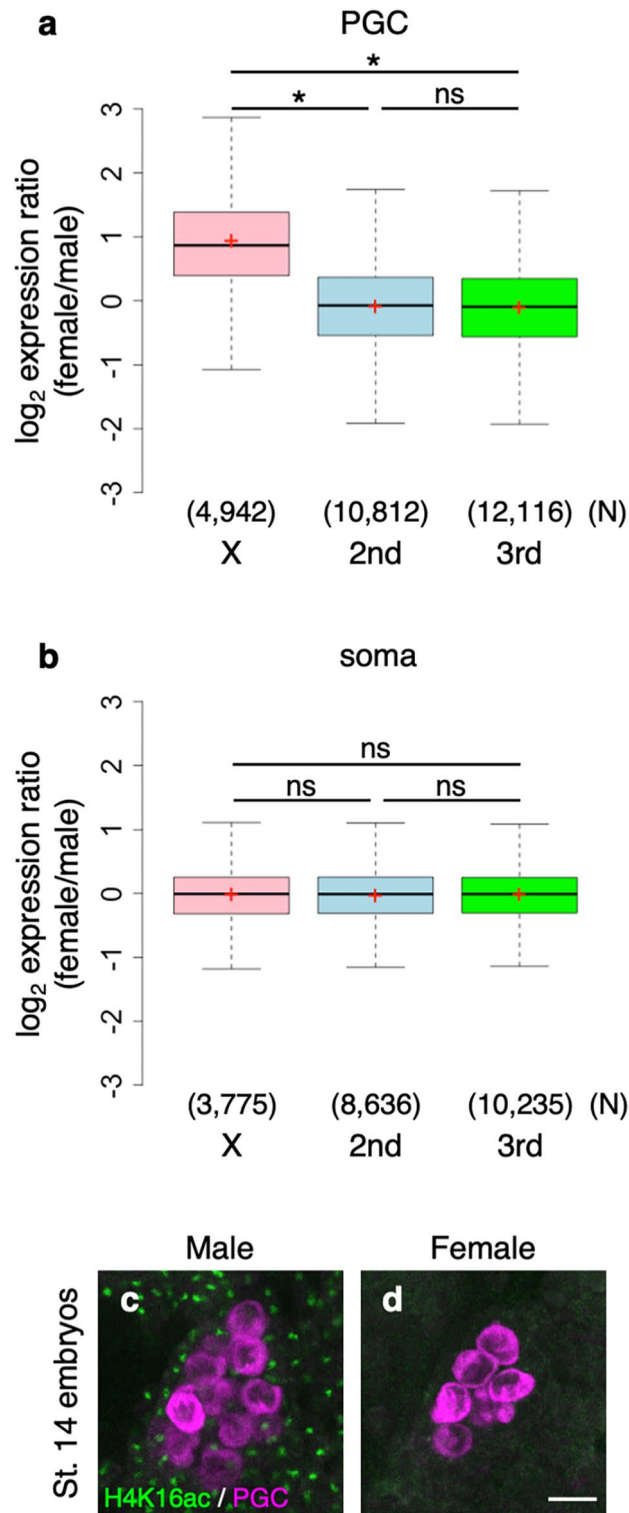 a
PGC
*
*
ns
log2 expression ratio
(female/male)
3
2
1
0
-1
-2
-3
(4,942) (10,812) (12,116) (N)
X 2nd 3rd
b
soma
ns
ns
ns
log2 expression ratio
(female/male)
3
2
1
0
-1
-2
-3
(3,775) (8,636) (10,235) (N)
X 2nd 3rd
Male Female
St. 14 embryos
c
d
H4K16ac / PGC